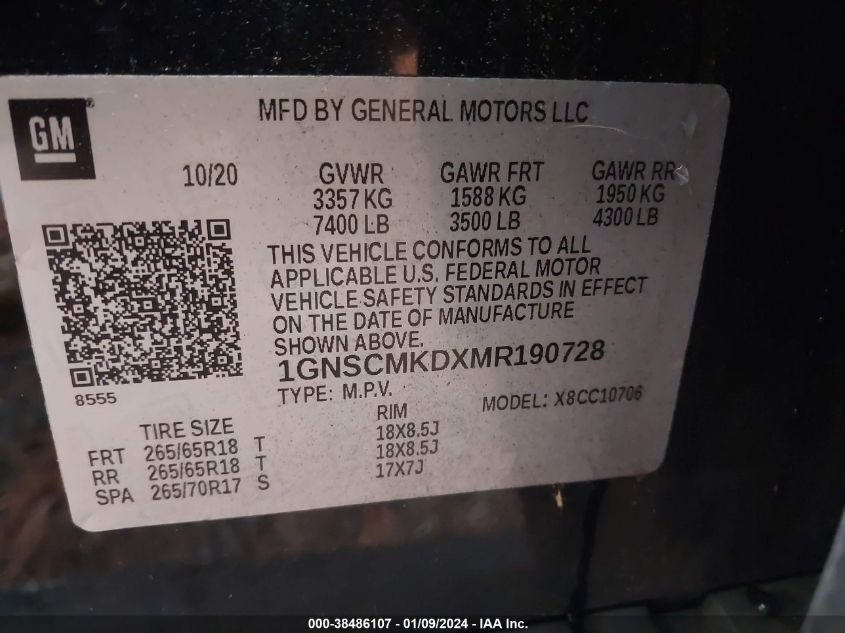 GM®
MFD BY GENERAL MOTORS LLC
10/20 GVWR GAWR FRT GAWR RR
3357 KG 1588 KG 1950 KG
7400 LB 3500 LB 4300 LB
THIS VEHICLE CONFORMS TO ALL
APPLICABLE U.S. FEDERAL MOTOR
VEHICLE SAFETY STANDARDS IN EFFECT
ON THE DATE OF MANUFACTURE
SHOWN ABOVE.
1GNSCMKDXMR190728
8555
TYPE: M.P.V. MODEL: X8CC10706
TIRE SIZE RIM
FRT 265/65R18 T 18X8.5J
RR 265/65R18 T 18X8.5J
SPA 265/70R17 S 17X7J
000-38486107 - 01/09/2024 - IAA Inc.